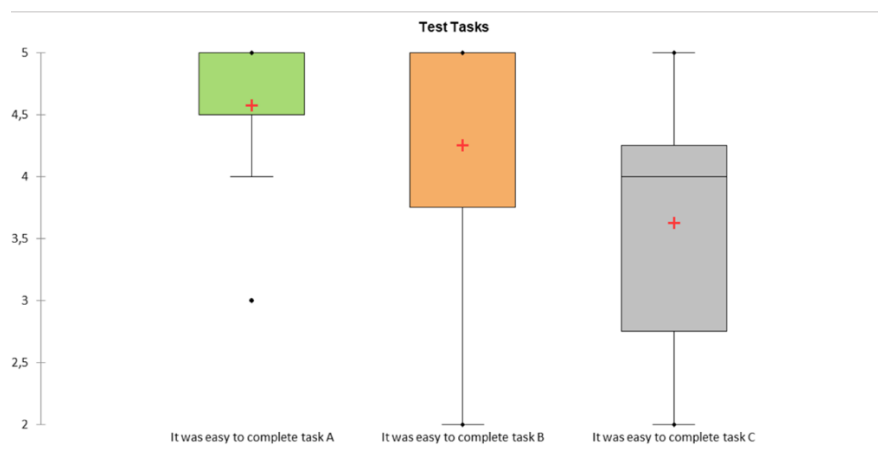 Test Tasks
5
4,5
4
3,5
3
2,5
2
It was easy to complete task A
It was easy to complete task B
It was easy to complete task C